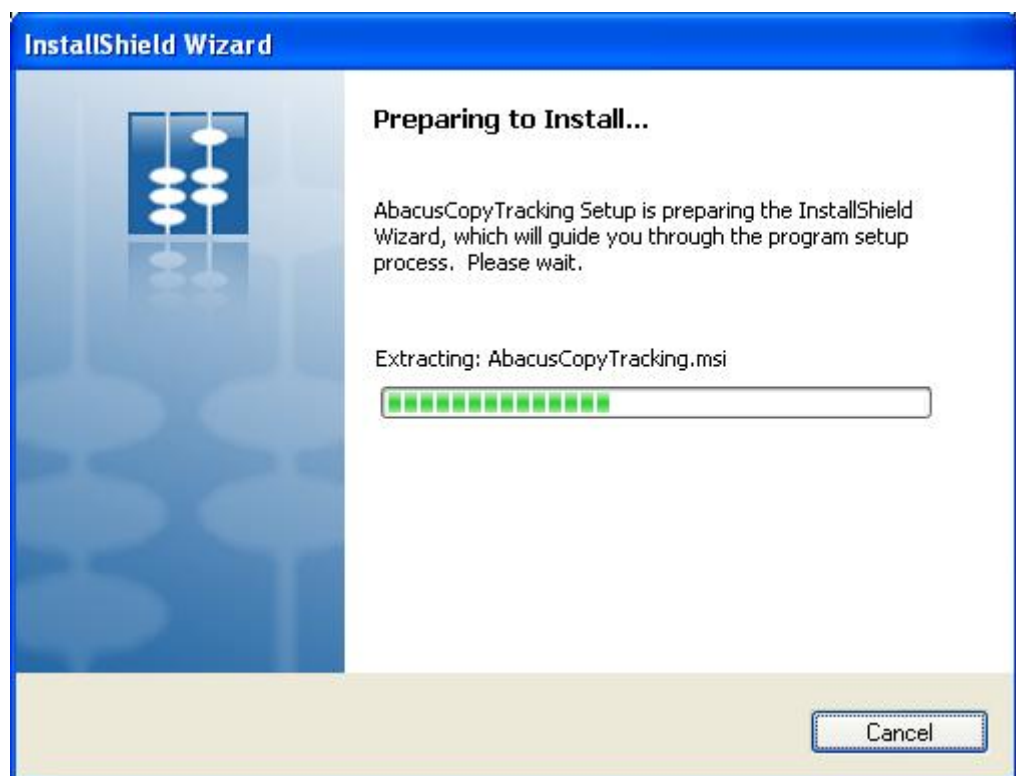 InstallShield Wizard
Preparing to Install...
AbacusCopyTracking Setup is preparing the InstallShield
Wizard, which will guide you through the program setup
process.  Please wait.
Extracting: AbacusCopyTracking.msi
Cancel